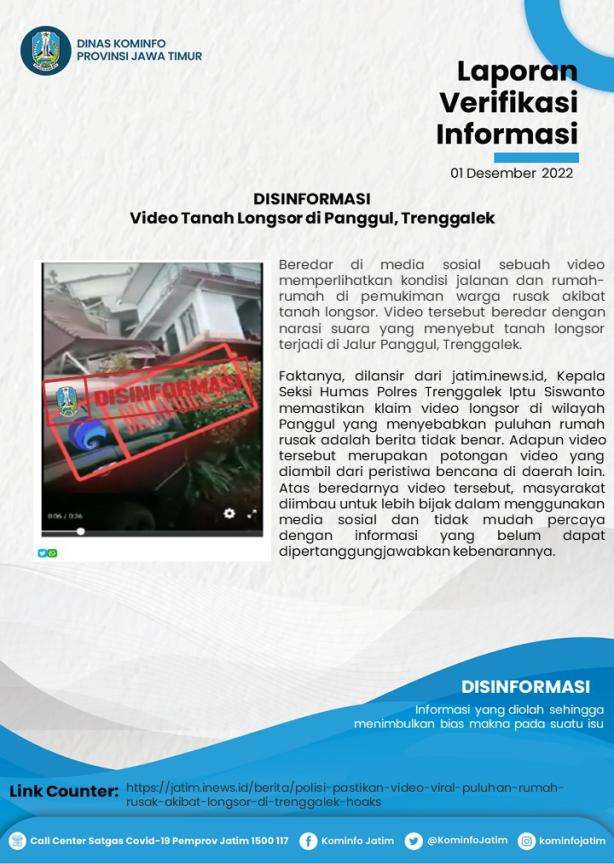 DINAS KOMINFO
PROVINSI JAWA TIMUR
Laporan
Verifikasi
Informasi
01 Desember 2022
DISINFORMASI
Video Tanah Longsor di Panggul, Trenggalek
Beredar di media sosial sebuah video
memperlihatkan kondisi jalanan dan rumah-
rumah di pemukiman warga rusak akibat
tanah longsor. Video tersebut beredar dengan
narasi suara yang menyebut tanah longsor
terjadi di Jalur Panggul, Trenggalek.
Faktanya, dilansir dari jatim.inews.id, Kepala
Seksi Humas Polres Trenggalek Iptu Siswanto
memastikan klaim video longsor di wilayah
Panggul yang menyebabkan puluhan rumah
rusak adalah berita tidak benar. Adapun video
tersebut merupakan potongan video yang
diambil dari peristiwa bencana di daerah lain.
Atas beredarnya video tersebut, masyarakat
diimbau untuk lebih bijak dalam menggunakan
media sosial dan tidak mudah percaya
dengan informasi yang belum dapat
dipertanggungjawabkan kebenarannya.
DISINFORMASI
0:06 / 0:36
DISINFORMASI
Informasi yang diolah sehingga
menimbulkan bias makna pada suatu isu
Link Counter: https://jatim.inews.id/berita/polisi-pastikan-video-viral-puluhan-rumah-
rusak-akibat-longsor-di-trenggalek-hoaks
Call Center Satgas Covid-19 Pemprov Jatim 1500 117 Kominfo Jatim @KominfoJatim kominfojatim